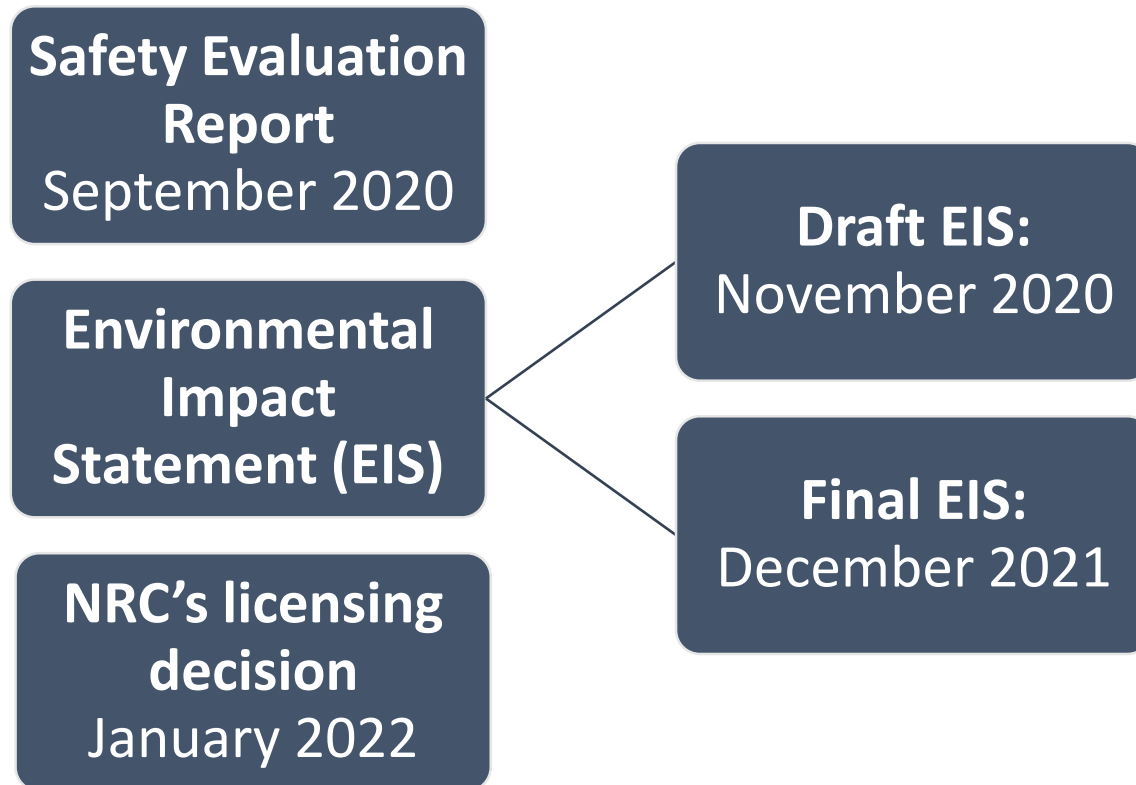 Safety Evaluation
Report
September 2020
Environmental
Impact
Statement (EIS)
NRC’s licensing
decision
January 2022
Draft EIS:
November 2020
Final EIS:
December 2021